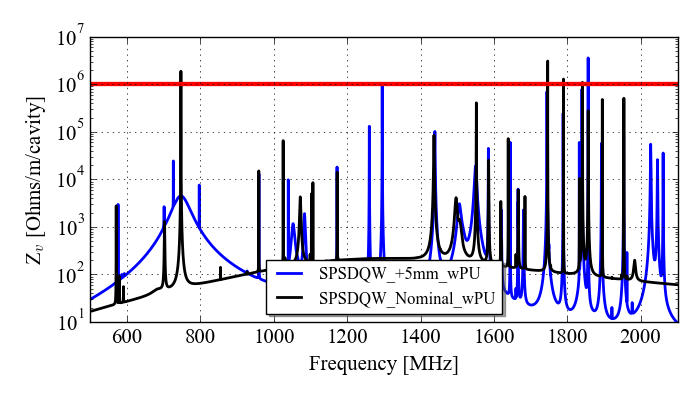 10^7
10^6
10^5
10^4
10^3
10^2
10^1
Z_v [Ohms/m/cavity]
SPSDQW_+5mm_wPU
SPSDQW_Nominal_wPU
600 800 1000 1200 1400 1600 1800 2000
Frequency [MHz]